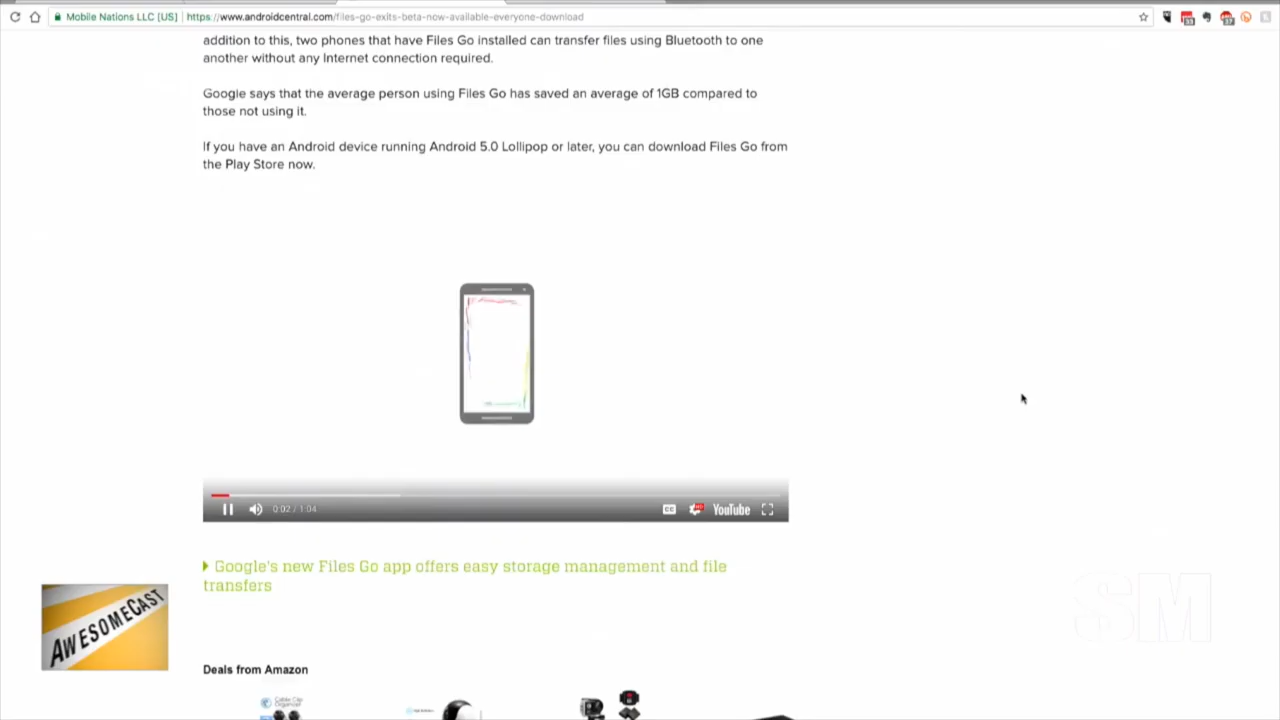 Mobile Nations LLC [US] https://www.androidcentral.com/files-go-exits-beta-now-available-everyone-download
addition to this, two phones that have Files Go installed can transfer files using Bluetooth to one
another without any Internet connection required.
Google says that the average person using Files Go has saved an average of 1GB compared to
those not using it.
If you have an Android device running Android 5.0 Lollipop or later, you can download Files Go from
the Play Store now.
0:02 / 1:04
CC
YouTube
Google's new Files Go app offers easy storage management and file
transfers
AWESOMECAST
SM
Deals from Amazon
Cable Clip
Organizer